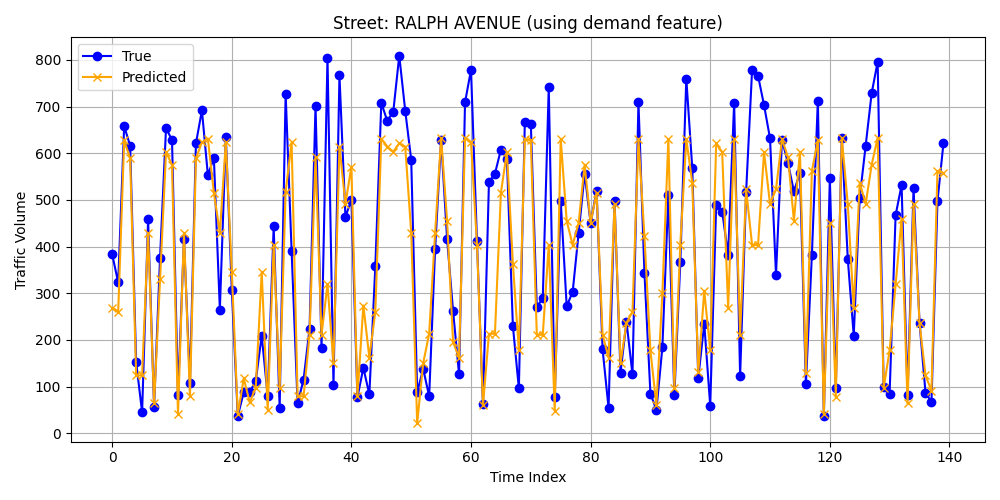 Street: RALPH AVENUE (using demand feature)
True
Predicted
Traffic Volume
800
700
600
500
400
300
200
100
0
0 20 40 60 80 100 120 140
Time Index